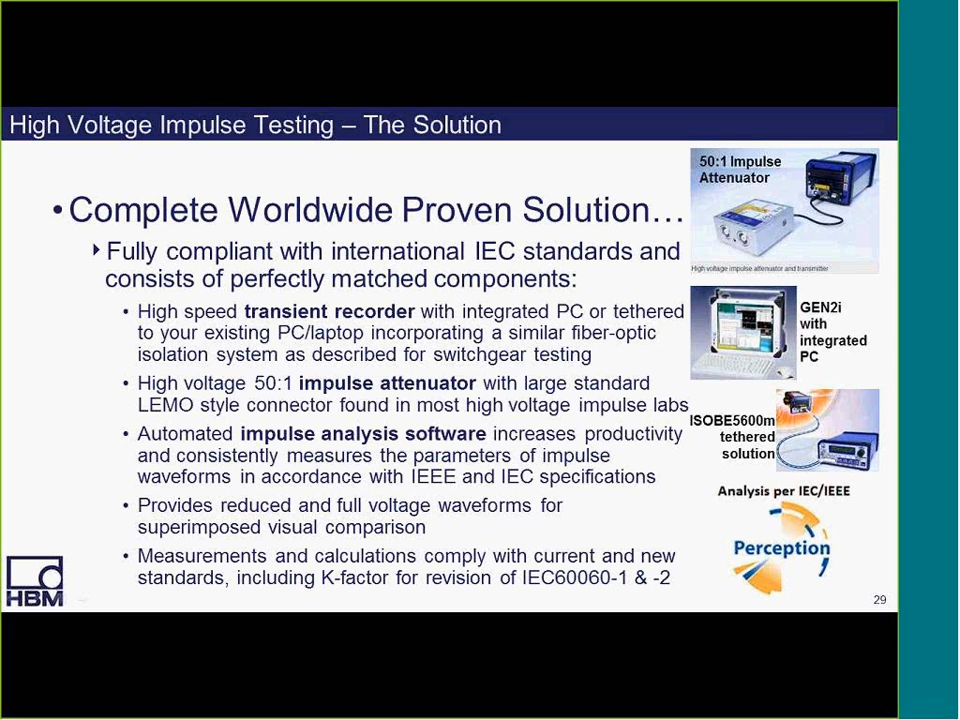 High Voltage Impulse Testing – The Solution
• Complete Worldwide Proven Solution…
Fully compliant with international IEC standards and
consists of perfectly matched components:
• High speed transient recorder with integrated PC or tethered
to your existing PC/laptop incorporating a similar fiber-optic
isolation system as described for switchgear testing
• High voltage 50:1 impulse attenuator with large standard
LEMO style connector found in most high voltage impulse labs
• Automated impulse analysis software increases productivity
and consistently measures the parameters of impulse
waveforms in accordance with IEEE and IEC specifications
• Provides reduced and full voltage waveforms for
superimposed visual comparison
• Measurements and calculations comply with current and new
standards, including K-factor for revision of IEC60060-1 & -2
50:1 Impulse
Attenuator
High voltage impulse attenuator and transmitter
GEN2i
with
integrated
PC
ISOBE5600m
tethered
solution
Analysis per IEC/IEEE
Perception
HBM
29